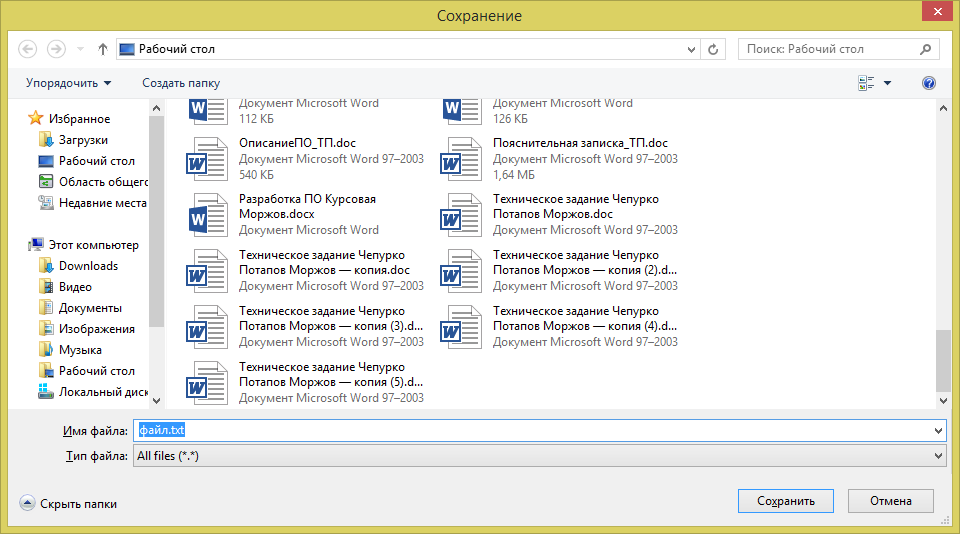 Сохранение
Рабочий стол
Поиск: Рабочий стол
Упорядочить
Создать папку
Избранное
Загрузки
Рабочий стол
Область общег
Недавние места
Этот компьютер
Downloads
Видео
Документы
Изображения
Музыка
Рабочий стол
Локальный диск
Документ Microsoft Word
112 КБ
Документ Microsoft Word
126 КБ
ОписаниеПО_ТП.doc
Документ Microsoft Word 97–2003
540 КБ
Пояснительная записка_ТП.doc
Документ Microsoft Word 97–2003
1,64 МБ
Разработка ПО Курсовая
Моржов.docx
Документ Microsoft Word
Техническое задание Чепурко
Потапов Моржов.doc
Документ Microsoft Word 97–2003
Техническое задание Чепурко
Потапов Моржов — копия.doc
Документ Microsoft Word 97–2003
Техническое задание Чепурко
Потапов Моржов — копия (2).d...
Документ Microsoft Word 97–2003
Техническое задание Чепурко
Потапов Моржов — копия (3).d...
Документ Microsoft Word 97–2003
Техническое задание Чепурко
Потапов Моржов — копия (4).d...
Документ Microsoft Word 97–2003
Техническое задание Чепурко
Потапов Моржов — копия (5).d...
Документ Microsoft Word 97–2003
Имя файла: файл.txt
Тип файла: All files (*.*)
Скрыть папки
Сохранить
Отмена